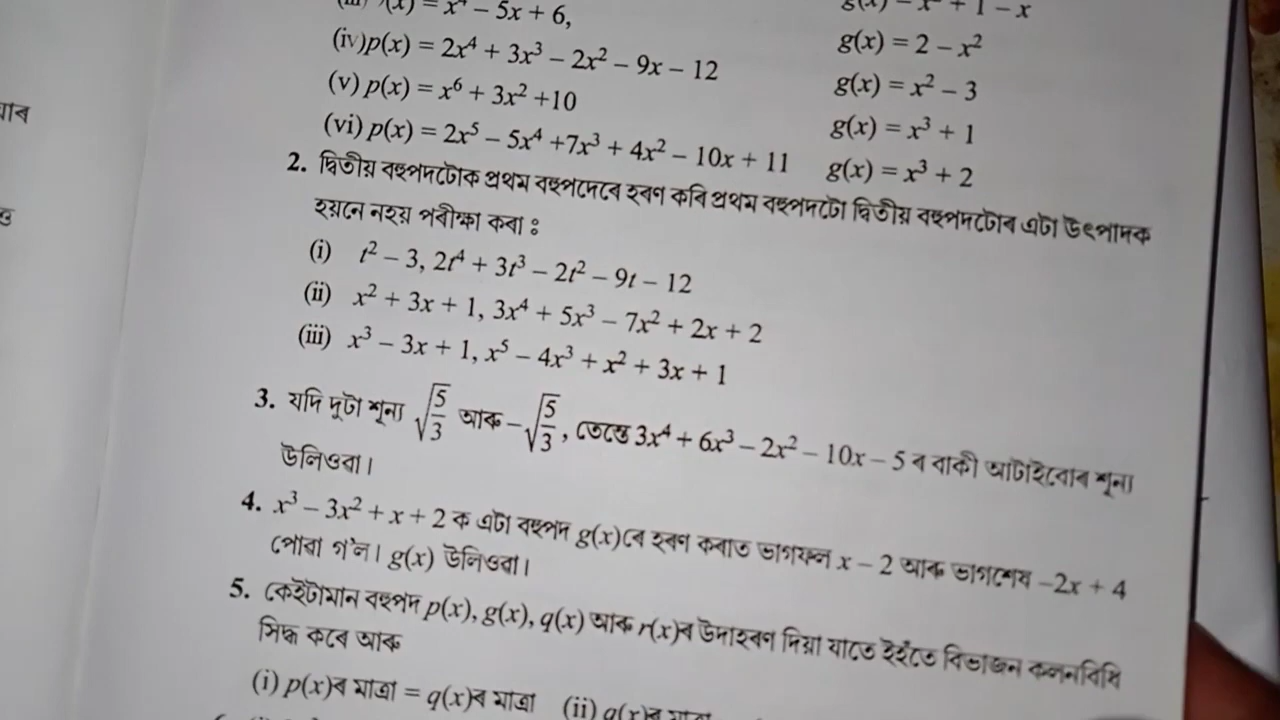 p(x) = x⁴ − 5x + 6,
(iv) p(x) = 2x⁴ + 3x³ − 2x² − 9x − 12
g(x) = 2 − x²
(v) p(x) = x⁶ + 3x² +10
g(x) = x² − 3
(vi) p(x) = 2x⁵ − 5x⁴ +7x³ + 4x² − 10x + 11
g(x) = x³ + 1
g(x) = x³ + 2
2. দ্বিতীয় বহুপদটোক প্ৰথম বহুপদেৰে হৰণ কৰি প্ৰথম বহুপদটো দ্বিতীয় বহুপদটোৰ এটা উৎপাদক
হয়নে নহয় পৰীক্ষা কৰা ঃ
(i) t² − 3, 2t⁴ + 3t³ − 2t² − 9t − 12
(ii) x² + 3x + 1, 3x⁴ + 5x³ − 7x² + 2x + 2
(iii) x³ − 3x + 1, x⁵ − 4x³ + x² + 3x + 1
3. যদি দুটা শূন্য √(5/3) আৰু −√(5/3), তেন্তে 3x⁴ + 6x³ − 2x² − 10x − 5 ৰ বাকী আটাইবোৰ শূন্য
উলিওৱা।
4. x³ − 3x² + x + 2 ক এটা বহুপদ g(x)ৰে হৰণ কৰাত ভাগফল x − 2 আৰু ভাগশেষ −2x + 4
পোৱা গ'ল। g(x) উলিওৱা।
5. কেইটামান বহুপদ p(x), g(x), q(x) আৰু r(x)ৰ উদাহৰণ দিয়া যাতে ইহঁতে বিভাজন কলনবিধি
সিদ্ধ কৰে আৰু
(i) p(x)ৰ মাত্ৰা = q(x)ৰ মাত্ৰা (ii) q(x)ৰ মাত্ৰা